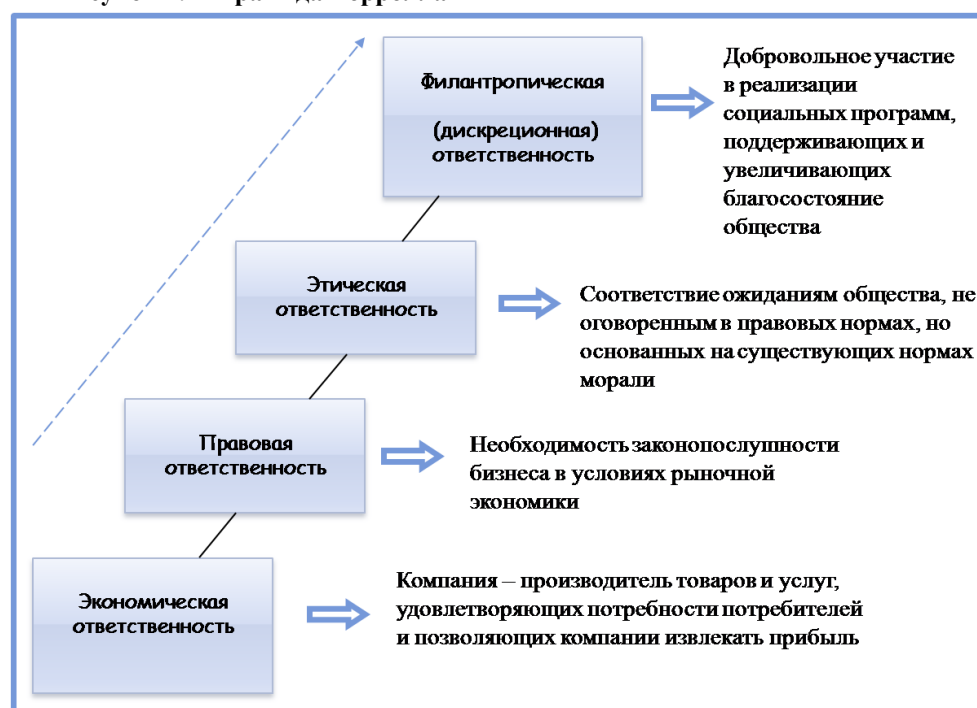 Филантропическая
(дискреционная)
ответственность
Добровольное участие
в реализации
социальных программ,
поддерживающих и
увеличивающих
благосостояние
общества
Этическая
ответственность
Соответствие ожиданиям общества, не
оговоренным в правовых нормах, но
основанных на существующих нормах
морали
Правовая
ответственность
Необходимость законопослушности
бизнеса в условиях рыночной
экономики
Экономическая
ответственность
Компания – производитель товаров и услуг,
удовлетворяющих потребности потребителей
и позволяющих компании извлекать прибыль